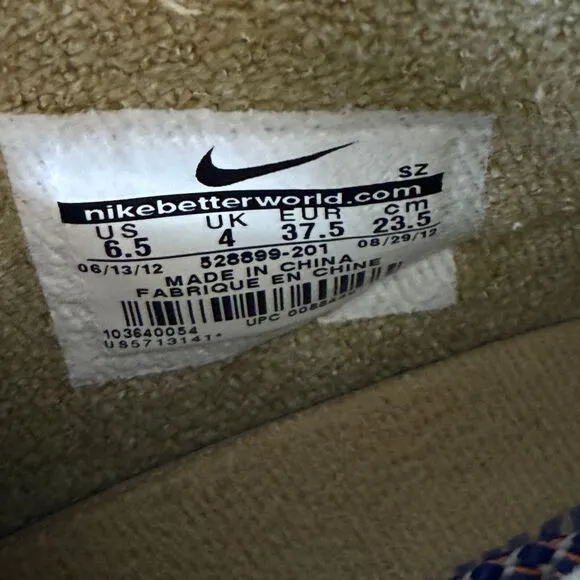 SZ
nikebetterworld.com
US UK EUR cm
6.5 4 37.5 23.5
06/13/12 528899-201 08/29/12
MADE IN CHINA
FABRIQUE EN CHINE
103640054 UPC
US5713141